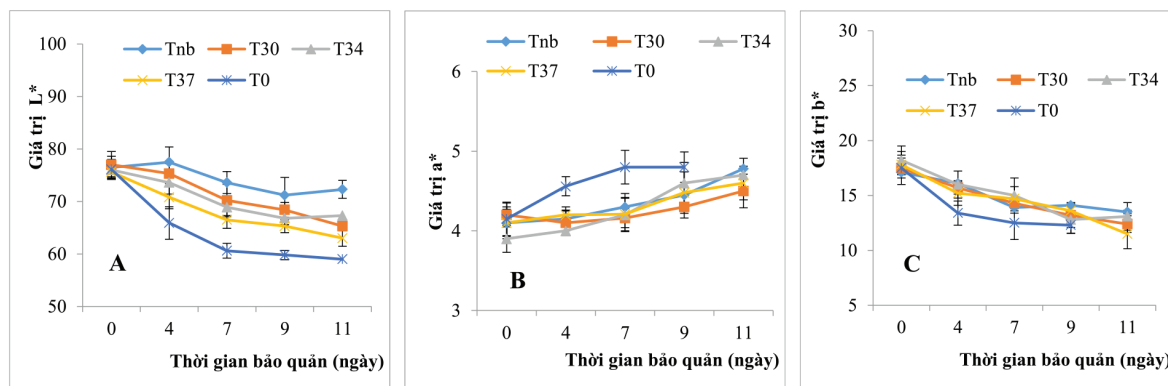 Tnb T30 T34
T37 T0
Giá trị L*
100
90
80
70
60
50
A
0 4 7 9 11
Thời gian bảo quản (ngày)
Tnb T30 T34
T37 T0
Giá trị a*
6
5
4
3
B
0 4 7 9 11
Thời gian bảo quản (ngày)
Tnb T30 T34
T37 T0
Giá trị b*
30
25
20
15
10
5
C
0 4 7 9 11
Thời gian bảo quản (ngày)